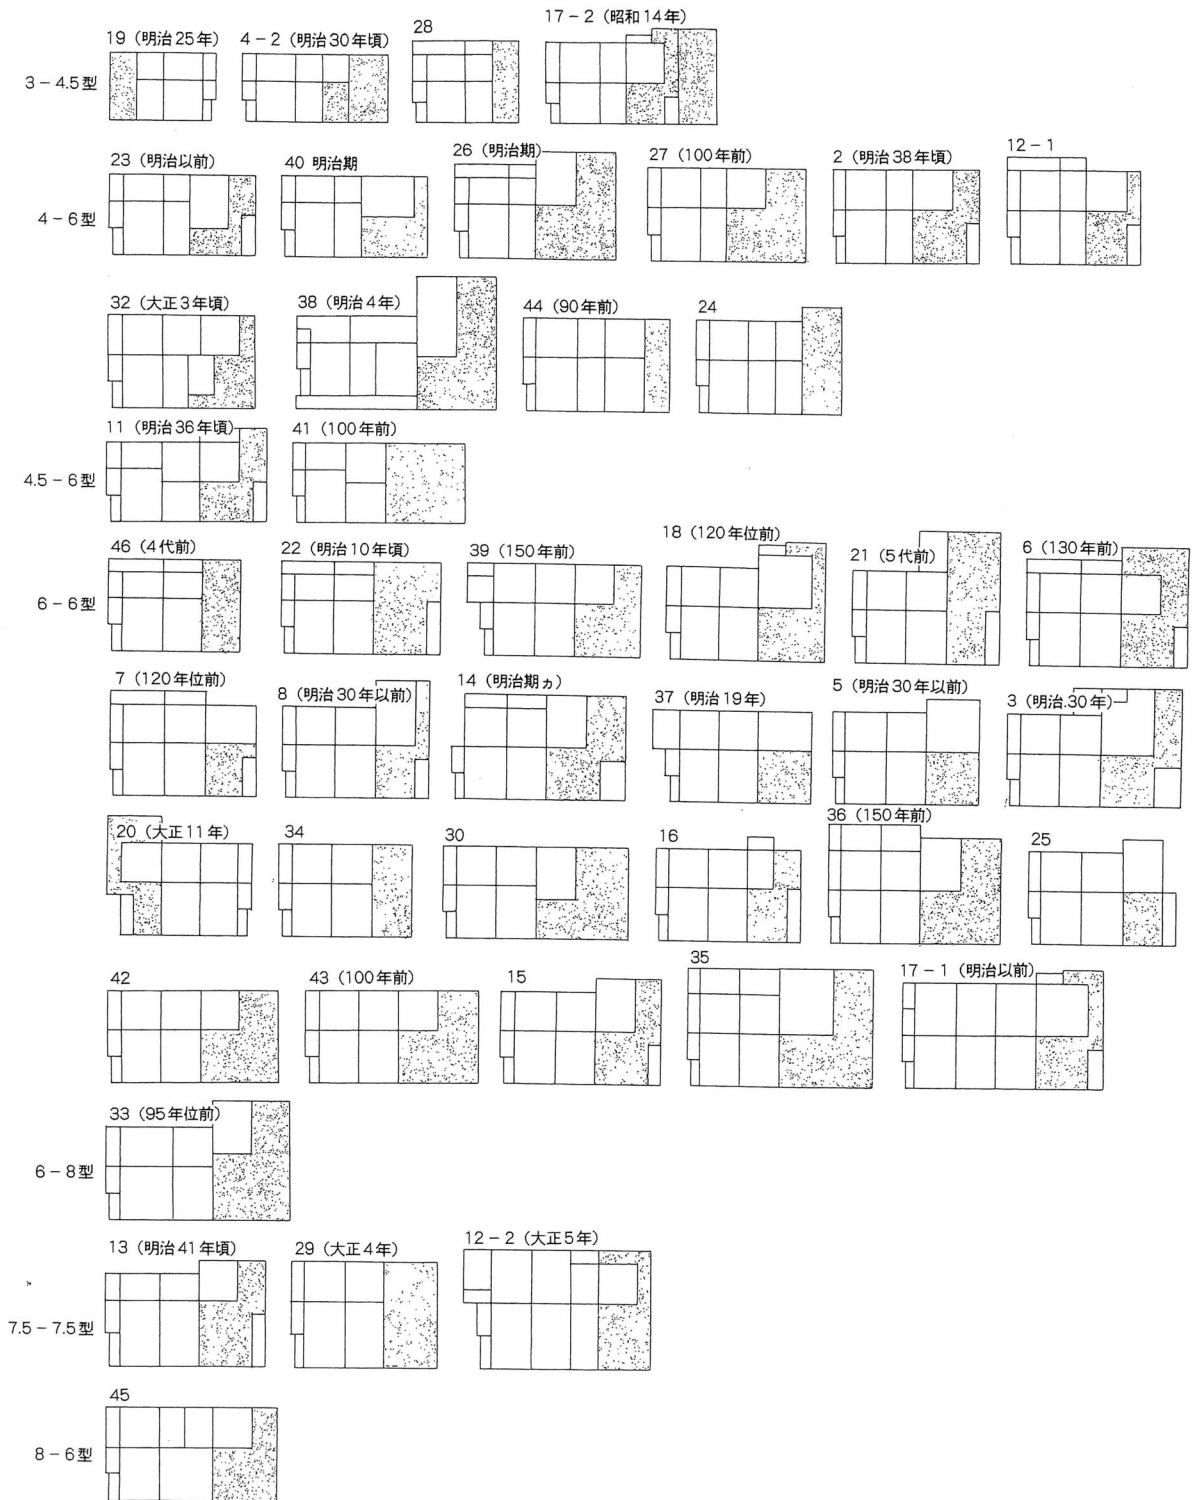 17－2（昭和14年）
19（明治25年） 4－2（明治30年頃） 28
3－4.5型
23（明治以前） 40 明治期 26（明治期） 27（100年前） 2（明治38年頃） 12－1
4－6型
32（大正3年頃） 38（明治4年） 44（90年前） 24
11（明治36年頃） 41（100年前）
4.5－6型
46（4代前） 22（明治10年頃） 39（150年前） 18（120年位前） 21（5代前） 6（130年前）
6－6型
7（120年位前） 8（明治30年以前） 14（明治期ヵ） 37（明治19年） 5（明治30年以前） 3（明治.30年）
20（大正11年） 34 30 16 36（150年前） 25
42 43（100年前） 15 35 17－1（明治以前）
33（95年位前）
6－8型
13（明治41年頃） 29（大正4年） 12－2（大正5年）
7.5－7.5型
45
8－6型